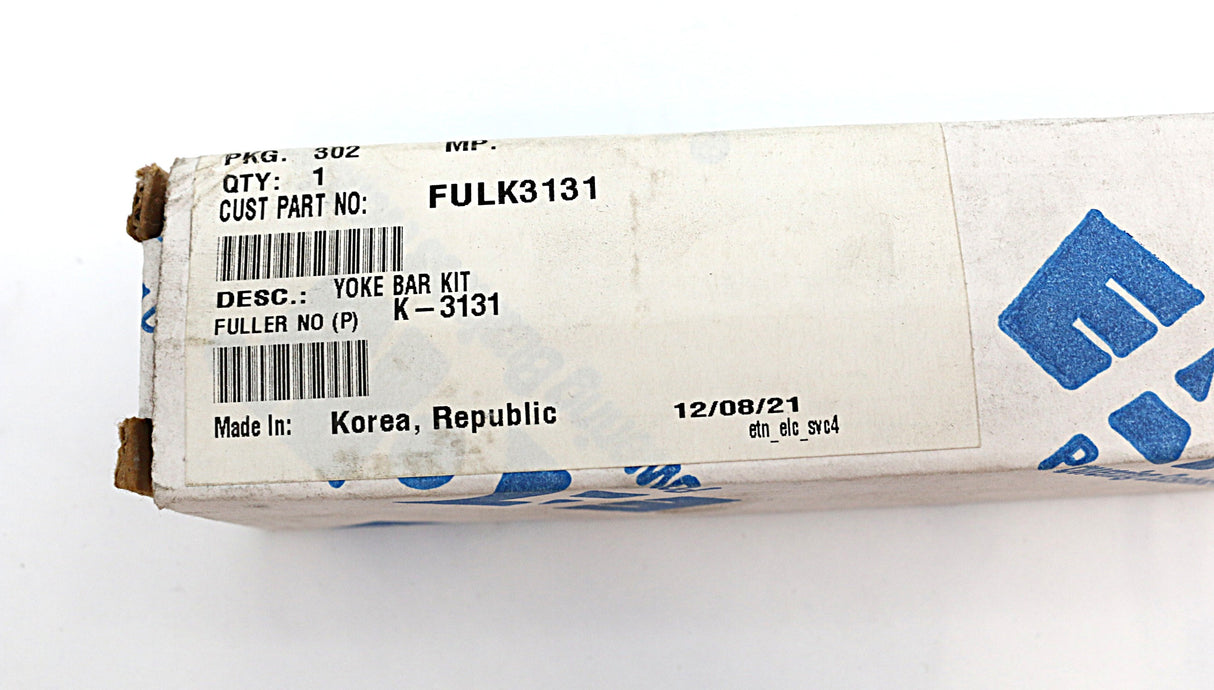 PKG. 302 MP.
QTY: 1
CUST PART NO: FULK3131
DESC.: YOKE BAR KIT
FULLER NO (P) K-3131
Made In: Korea, Republic
12/08/21
etn_elc_svc4